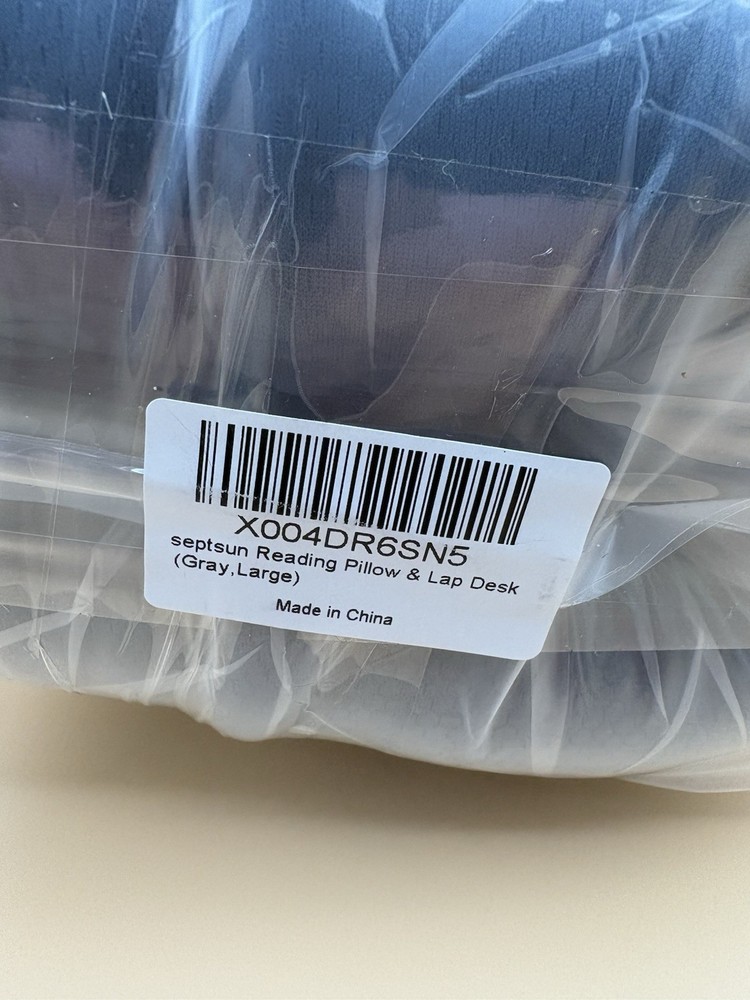 X004DR6SN5
septsun Reading Pillow & Lap Desk
(Gray,Large)
Made in China